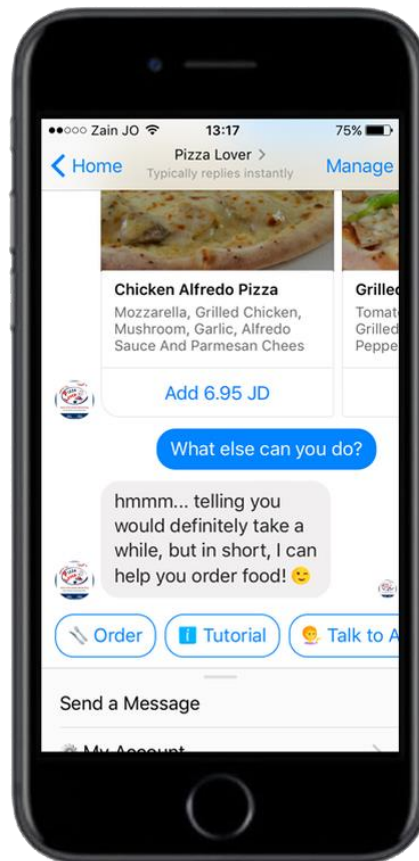 Zain JO 13:17 75%
Home Pizza Lover > Manage
Typically replies instantly
Chicken Alfredo Pizza
Mozzarella, Grilled Chicken,
Mushroom, Garlic, Alfredo
Sauce And Parmesan Chees
Add 6.95 JD
Grilled
Tomat
Grilled
Peppe
What else can you do?
hmmm... telling you
would definitely take a
while, but in short, I can
help you order food! 😉
Order Tutorial Talk to A
Send a Message
My Account